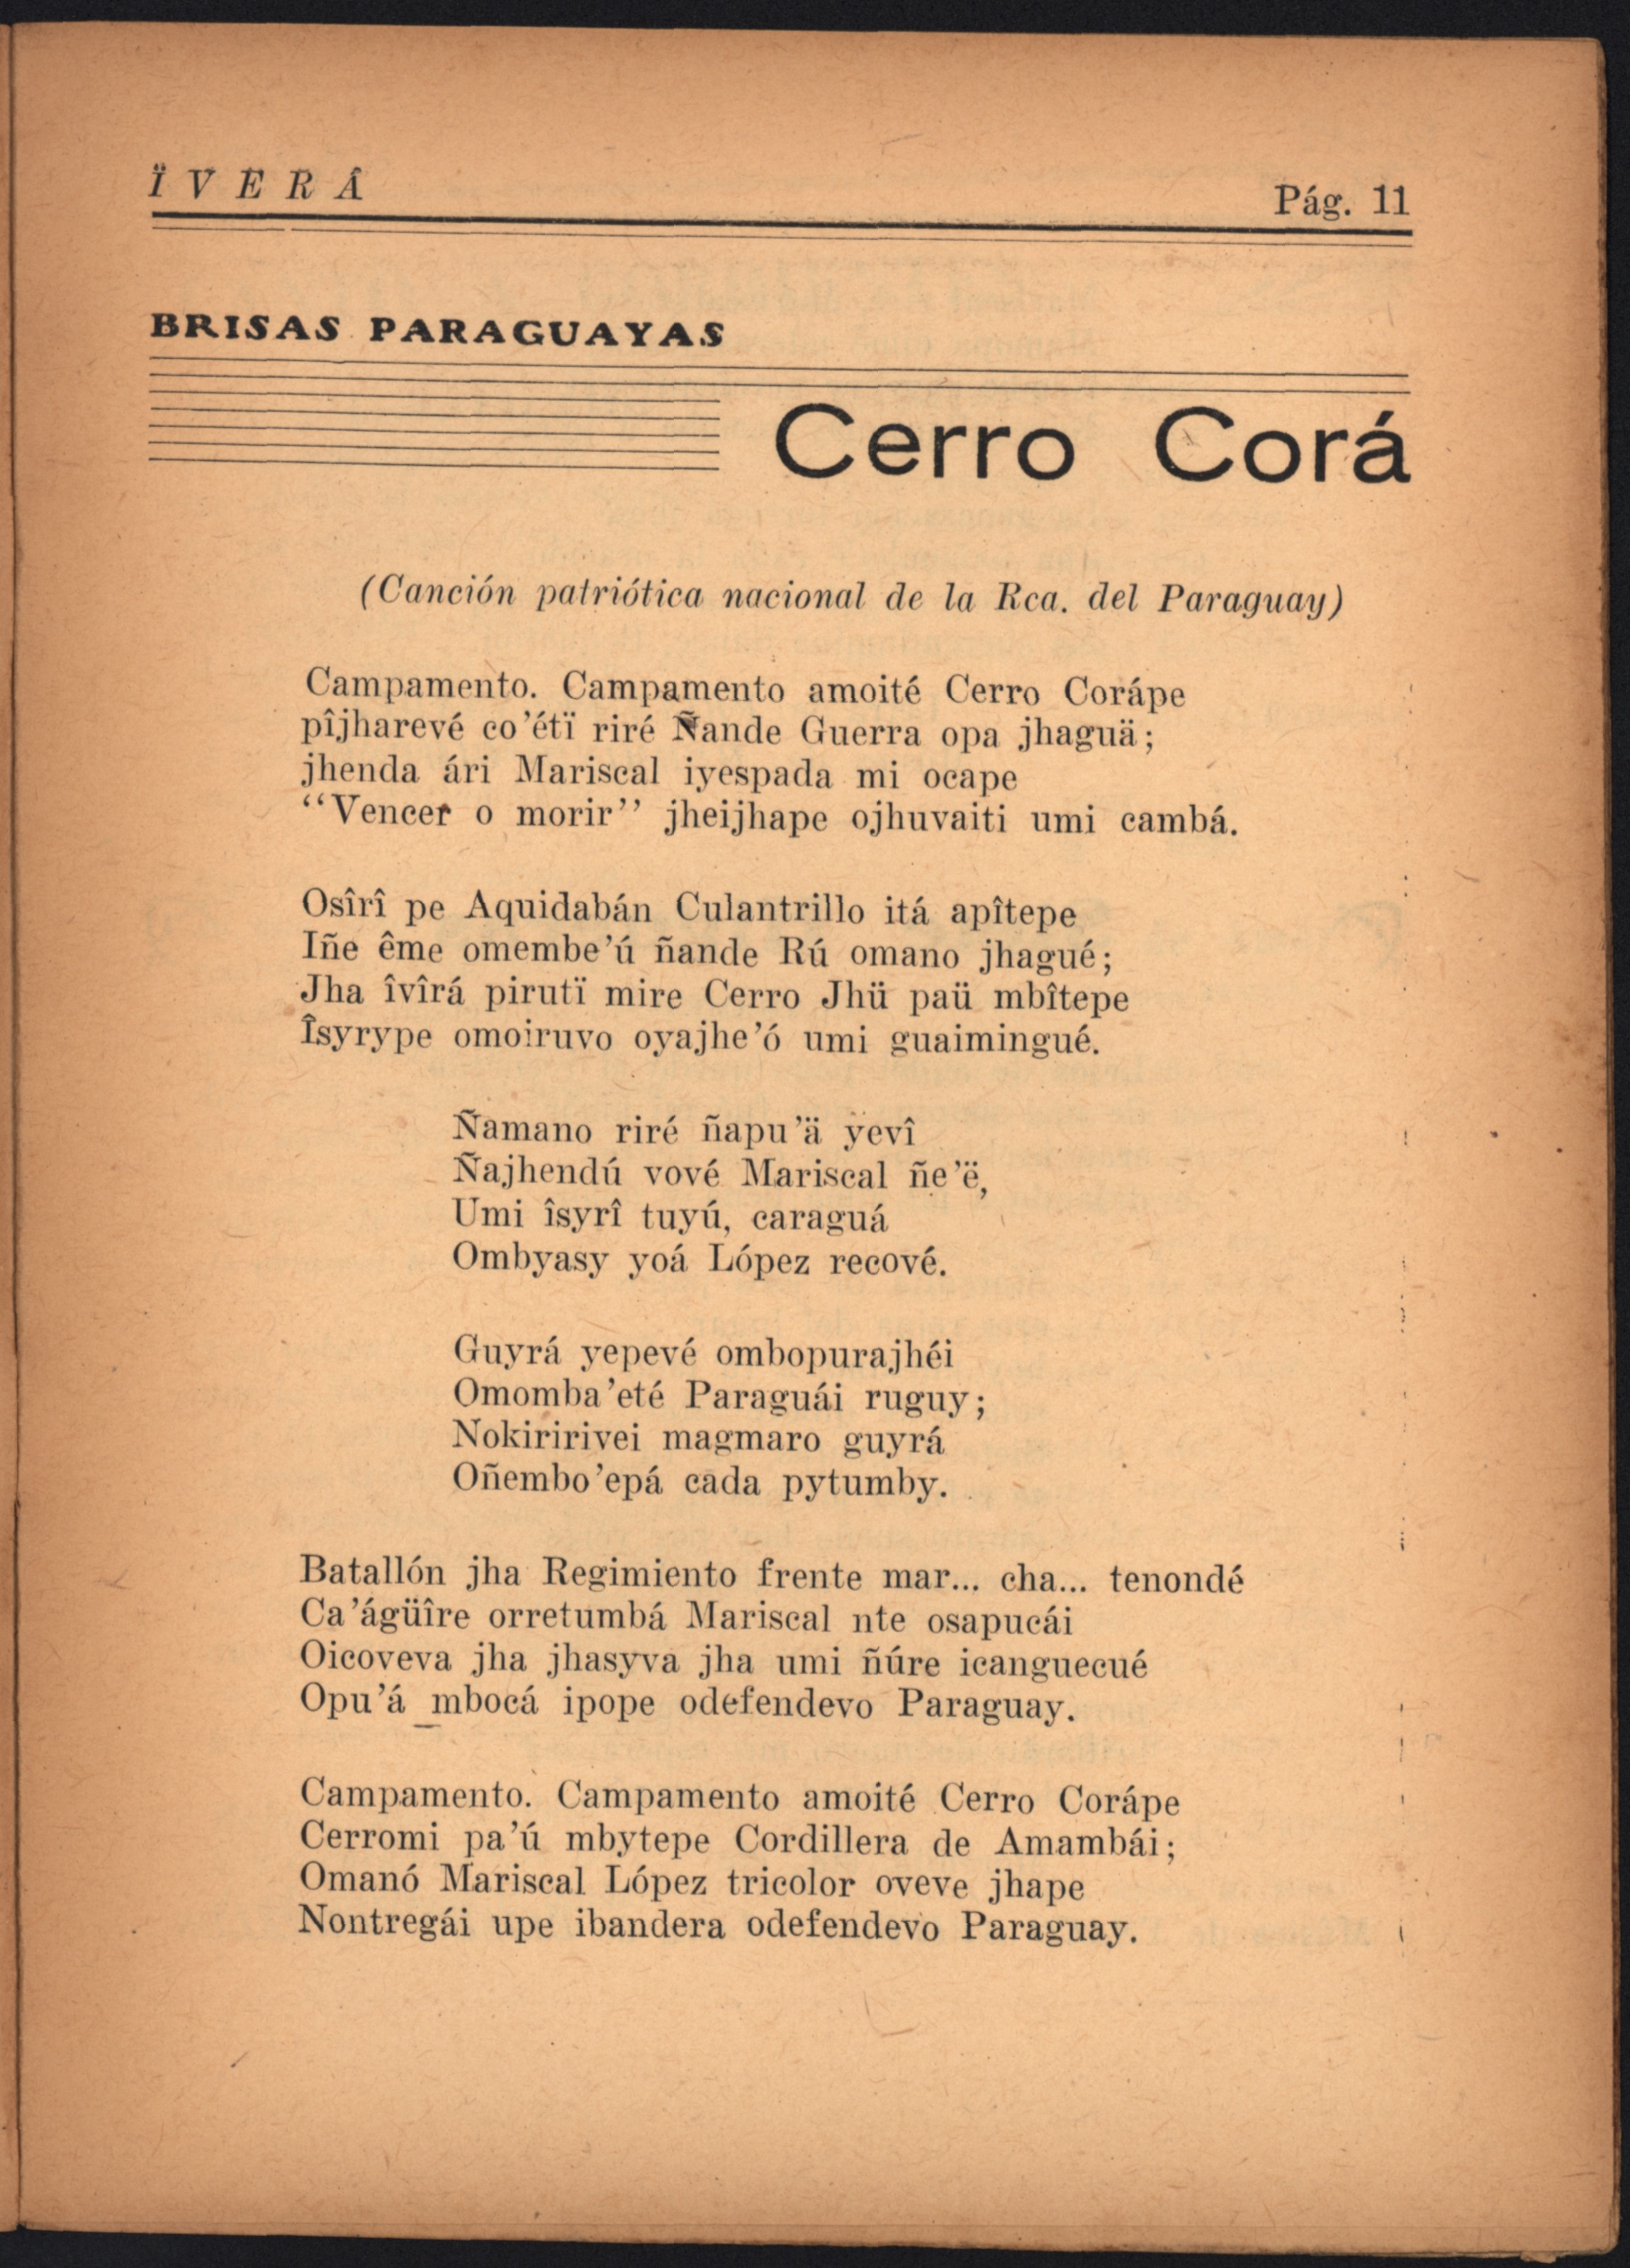 Ï V E R Â
Pág. 11
BRISAS PARAGUAYAS
Cerro Corá
(Canción patriótica nacional de la Rca. del Paraguay)
Campamento. Campamento amoité Cerro Corápe
pîjharevé co’étï riré Ñande Guerra opa jhaguä;
jhenda ári Mariscal iyespada mi ocape
“Vencer o morir” jheijhape ojhuvaiti umi cambá.
Osîrî pe Aquidabán Culantrillo itá apîtepe
Iñe ême omembe’ú ñande Rú omano jhagué;
Jha îvîrá pirutï mire Cerro Jhü paü mbîtepe
Îsyrype omoiruvo oyajhe’ó umi guaimingué.
Ñamano riré ñapu’ä yevî
Ñajhendú vové Mariscal ñe’ë,
Umi îsyrî tuyú, caraguá
Ombyasy yoá López recové.
Guyrá yepevé ombopurajhéi
Omomba’eté Paraguái ruguy;
Nokiririvei magmaro guyrá
Oñembo’epá cada pytumby.
Batallón jha Regimiento frente mar... cha... tenondé
Ca’ágüîre orretumbá Mariscal nte osapucái
Oicoveva jha jhasyva jha umi ñúre icanguecué
Opu’á mbocá ipope odefendevo Paraguay.
Campamento. Campamento amoité Cerro Corápe
Cerromi pa’ú mbytepe Cordillera de Amambái;
Omanó Mariscal López tricolor oveve jhape
Nontregái upe ibandera odefendevo Paraguay.